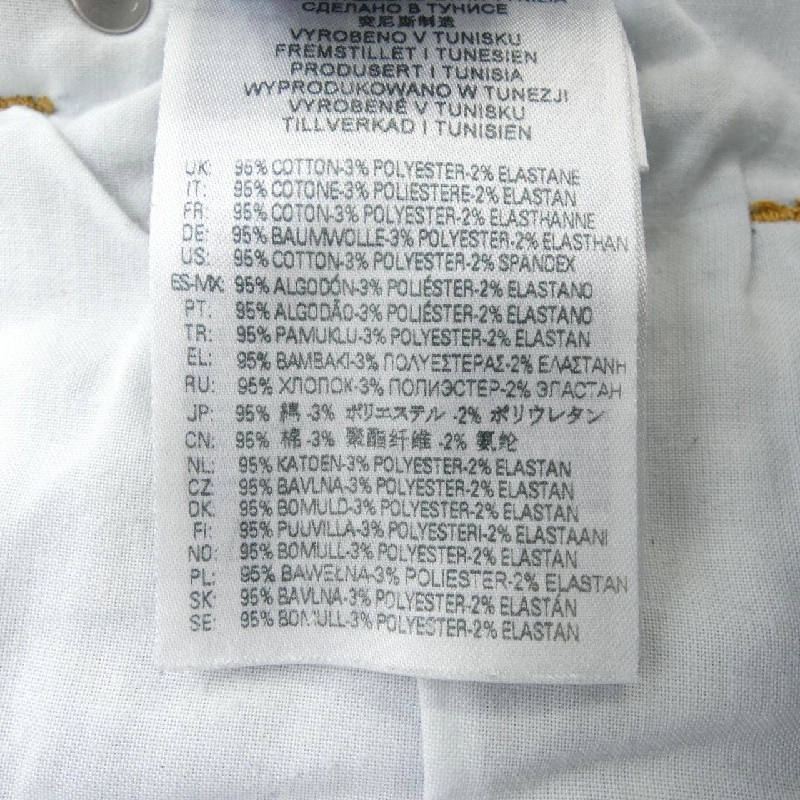 СДЕЛАНО В ТУНИСЕ
突尼斯制造
VYROBENO V TUNISKU
FREMSTILLET I TUNESIEN
PRODUSERT I TUNISIA
WYPRODUKOWANO W TUNEZJI
VYROBENÉ V TUNISKU
TILLVERKAD I TUNISIEN
UK: 95% COTTON-3% POLYESTER-2% ELASTANE
IT: 95% COTONE-3% POLIESTERE-2% ELASTAN
FR: 95% COTON-3% POLYESTER-2% ELASTHANNE
DE: 95% BAUMWOLLE-3% POLYESTER-2% ELASTHAN
US: 95% COTTON-3% POLYESTER-2% SPANDEX
ES-MX: 95% ALGODÓN-3% POLIÉSTER-2% ELASTANO
PT: 95% ALGODÃO-3% POLIÉSTER-2% ELASTANO
TR: 95% PAMUKLU-3% POLYESTER-2% ELASTAN
EL: 95% ΒΑΜΒΑΚΙ-3% ΠΟΛΥΕΣΤΕΡΑΣ-2% ΕΛΑΣΤΑΝΗ
RU: 95% ХЛОПОК-3% ПОЛИЭСТЕР-2% ЭЛАСТАН
JP: 95% 綿 -3% ポリエステル -2% ポリウレタン
CN: 95% 棉 -3% 聚酯纤维 -2% 氨纶
NL: 95% KATOEN-3% POLYESTER-2% ELASTAN
CZ: 95% BAVLNA-3% POLYESTER-2% ELASTAN
DK: 95% BOMULD-3% POLYESTER-2% ELASTAN
FI: 95% PUUVILLA-3% POLYESTERI-2% ELASTAANI
NO: 95% BOMULL-3% POLYESTER-2% ELASTAN
PL: 95% BAWEŁNA-3% POLIESTER-2% ELASTAN
SK: 95% BAVLNA-3% POLYESTER-2% ELASTÁN
SE: 95% BOMULL-3% POLYESTER-2% ELASTAN